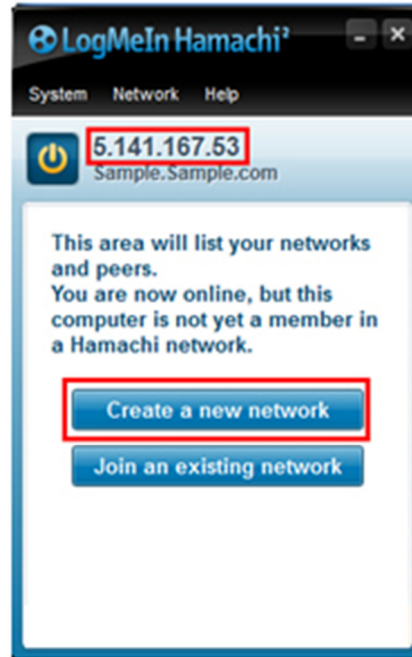 LogMeIn Hamachi²
System Network Help
5.141.167.53
Sample.Sample.com
This area will list your networks
and peers.
You are now online, but this
computer is not yet a member in
a Hamachi network.
Create a new network
Join an existing network